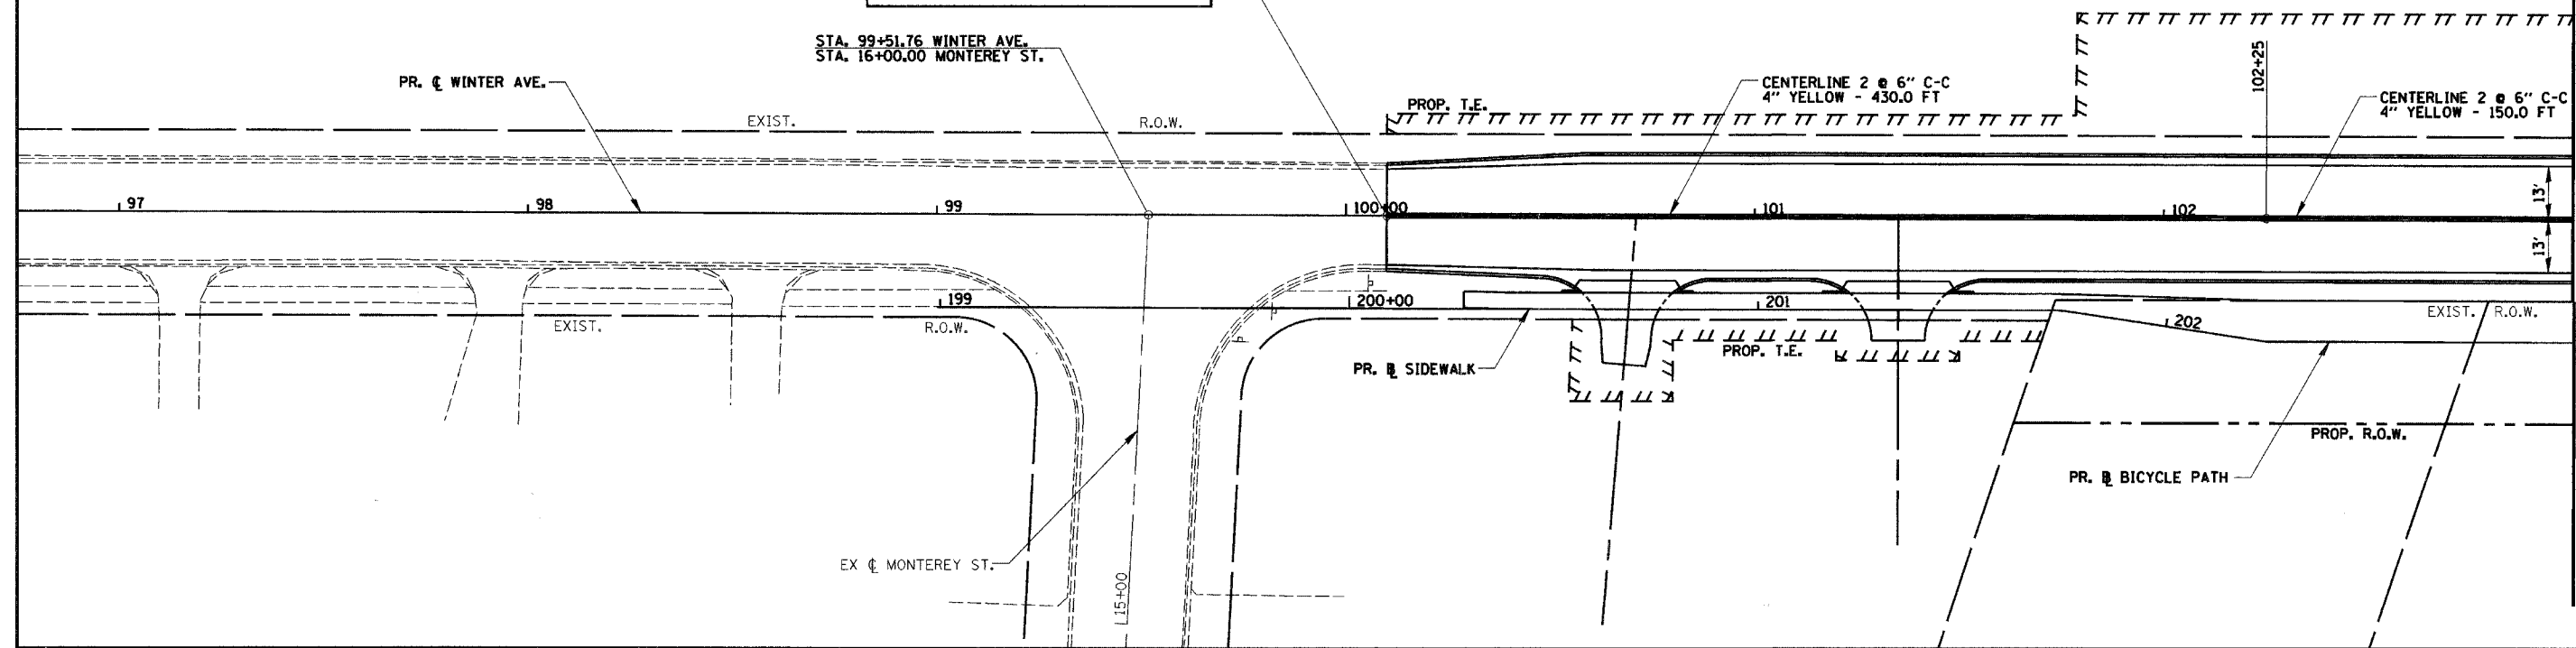 STA. 99+51.76 WINTER AVE.
STA. 16+00.00 MONTEREY ST.
PR. ℄ WINTER AVE.
CENTERLINE 2 @ 6" C-C
4" YELLOW - 430.0 FT
102+25
CENTERLINE 2 @ 6" C-C
4" YELLOW - 150.0 FT
PROP. T.E.
EXIST. R.O.W.
97 98 99 100+00 101 102
13'
13'
199 200+00 201 202
EXIST. R.O.W.
EXIST. R.O.W.
PROP. T.E.
PR. BL SIDEWALK
PROP. R.O.W.
PR. BL BICYCLE PATH
EX ℄ MONTEREY ST.
15+00